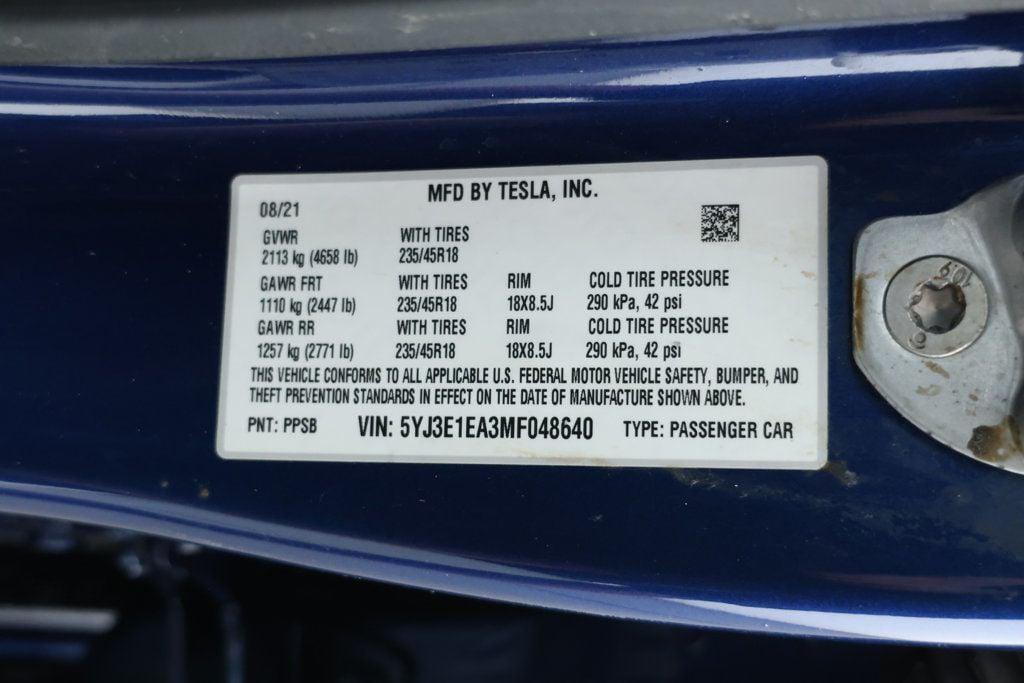 MFD BY TESLA, INC.
08/21
GVWR WITH TIRES
2113 kg (4658 lb) 235/45R18
GAWR FRT WITH TIRES RIM COLD TIRE PRESSURE
1110 kg (2447 lb) 235/45R18 18X8.5J 290 kPa, 42 psi
GAWR RR WITH TIRES RIM COLD TIRE PRESSURE
1257 kg (2771 lb) 235/45R18 18X8.5J 290 kPa, 42 psi
THIS VEHICLE CONFORMS TO ALL APPLICABLE U.S. FEDERAL MOTOR VEHICLE SAFETY, BUMPER, AND
THEFT PREVENTION STANDARDS IN EFFECT ON THE DATE OF MANUFACTURE SHOWN ABOVE.
PNT: PPSB VIN: 5YJ3E1EA3MF048640 TYPE: PASSENGER CAR